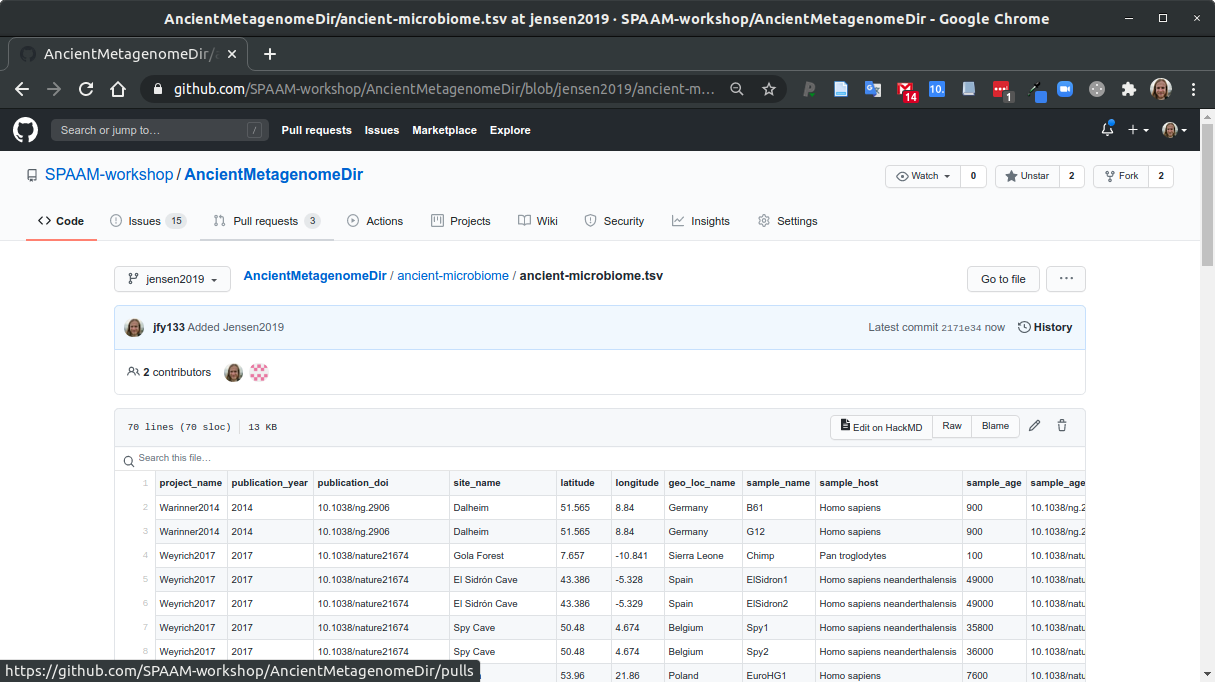 AncientMetagenomeDir/ancient-microbiome.tsv at jensen2019 · SPAAM-workshop/AncientMetagenomeDir - Google Chrome
AncientMetagenomeDir/
github.com/SPAAM-workshop/AncientMetagenomeDir/blob/jensen2019/ancient-m…
14
10.
1
Search or jump to… /
Pull requests Issues Marketplace Explore
SPAAM-workshop / AncientMetagenomeDir
Watch 0 Unstar 2 Fork 2
Code Issues 15 Pull requests 3 Actions Projects Wiki Security Insights Settings
jensen2019 AncientMetagenomeDir / ancient-microbiome / ancient-microbiome.tsv Go to file ...
jfy133 Added Jensen2019 Latest commit 2171e34 now History
2 contributors
70 lines (70 sloc) 13 KB Edit on HackMD Raw Blame
Search this file…
1 project_name publication_year publication_doi site_name latitude longitude geo_loc_name sample_name sample_host sample_age sample_age
2 Warinner2014 2014 10.1038/ng.2906 Dalheim 51.565 8.84 Germany B61 Homo sapiens 900 10.1038/ng.2
3 Warinner2014 2014 10.1038/ng.2906 Dalheim 51.565 8.84 Germany G12 Homo sapiens 900 10.1038/ng.2
4 Weyrich2017 2017 10.1038/nature21674 Gola Forest 7.657 -10.841 Sierra Leone Chimp Pan troglodytes 100 10.1038/natu
5 Weyrich2017 2017 10.1038/nature21674 El Sidrón Cave 43.386 -5.328 Spain ElSidron1 Homo sapiens neanderthalensis 49000 10.1038/natu
6 Weyrich2017 2017 10.1038/nature21674 El Sidrón Cave 43.386 -5.329 Spain ElSidron2 Homo sapiens neanderthalensis 49000 10.1038/natu
7 Weyrich2017 2017 10.1038/nature21674 Spy Cave 50.48 4.674 Belgium Spy1 Homo sapiens neanderthalensis 35800 10.1038/natu
8 Weyrich2017 2017 10.1038/nature21674 Spy Cave 50.48 4.674 Belgium Spy2 Homo sapiens neanderthalensis 36000 10.1038/natu
53.96 21.86 Poland EuroHG1 Homo sapiens 7600 10.1038/natu
https://github.com/SPAAM-workshop/AncientMetagenomeDir/pulls